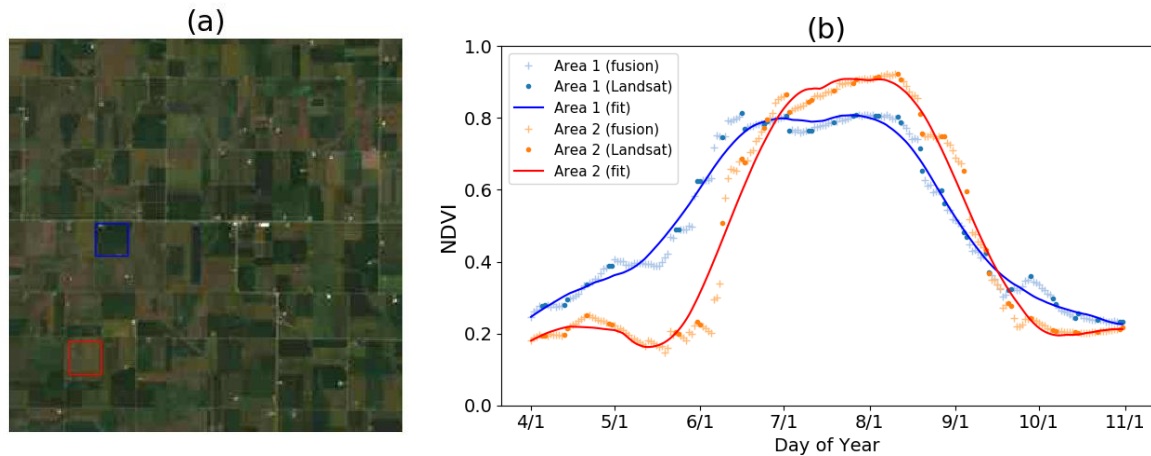 (a)
(b)
1.0
0.8
0.6
0.4
0.2
0.0
NDVI
Area 1 (fusion)
Area 1 (Landsat)
Area 1 (fit)
Area 2 (fusion)
Area 2 (Landsat)
Area 2 (fit)
4/1 5/1 6/1 7/1 8/1 9/1 10/1 11/1
Day of Year